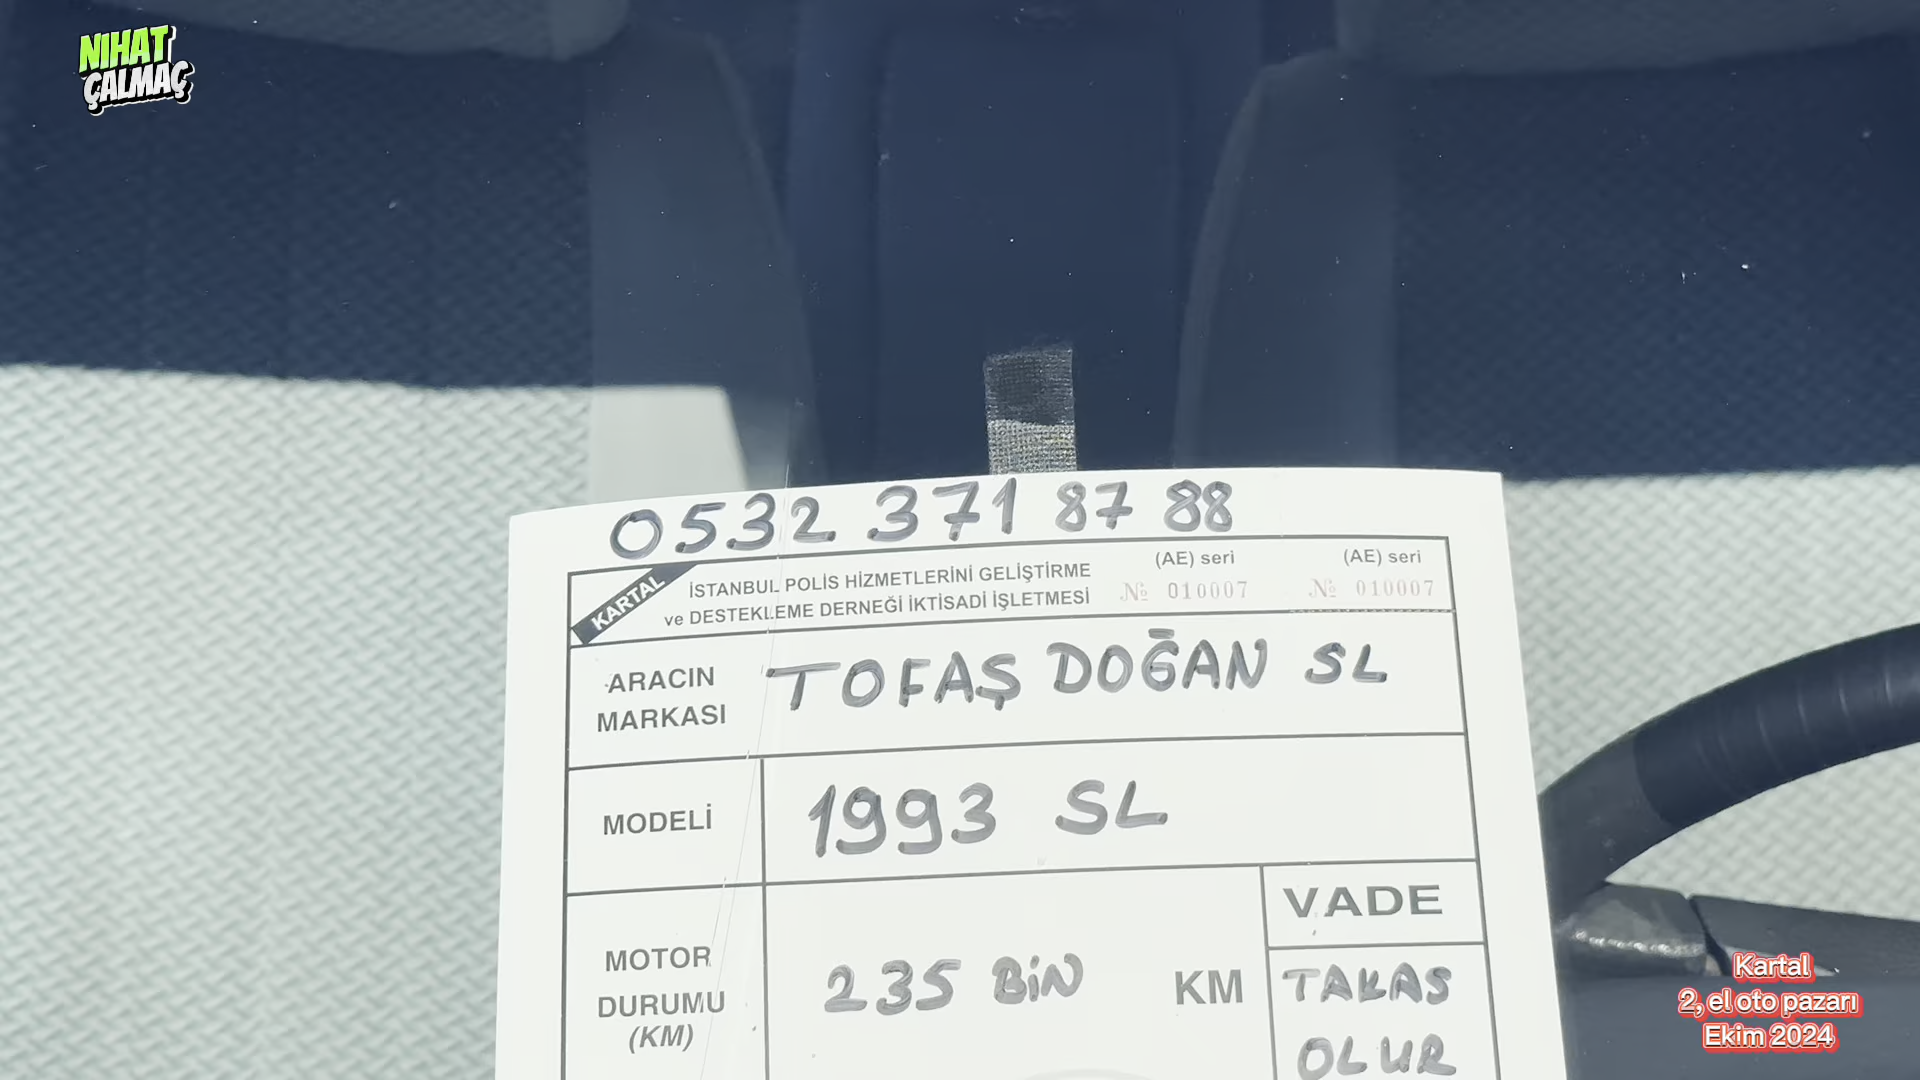 NIHAT
ÇALMAÇ
0532 371 87 88
KARTAL
İSTANBUL POLİS HİZMETLERİNİ GELİŞTİRME
ve DESTEKLEME DERNEĞİ İKTİSADİ İŞLETMESİ
(AE) seri
№ 010007
(AE) seri
№ 010007
ARACIN
MARKASI
TOFAŞ DOĞAN SL
MODELİ
1993 SL
MOTOR
DURUMU
(KM)
235 BİN
KM
VADE
TAKAS
OLUR
Kartal
2, el oto pazarı
Ekim 2024